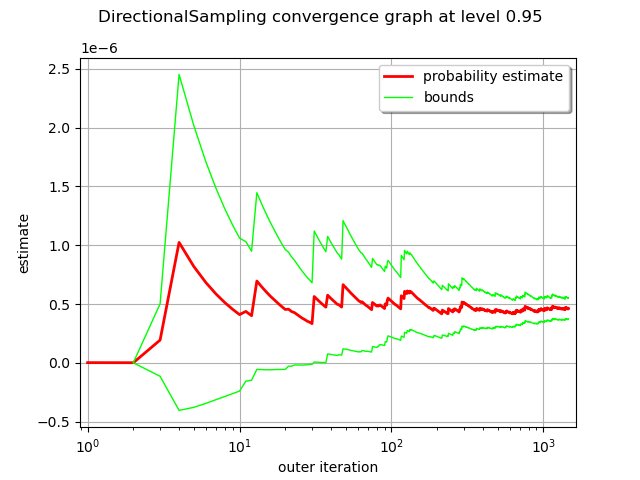 DirectionalSampling convergence graph at level 0.95
1e−6
2.5
2.0
1.5
1.0
0.5
0.0
−0.5
estimate
probability estimate
bounds
10⁰ 10¹ 10² 10³
outer iteration